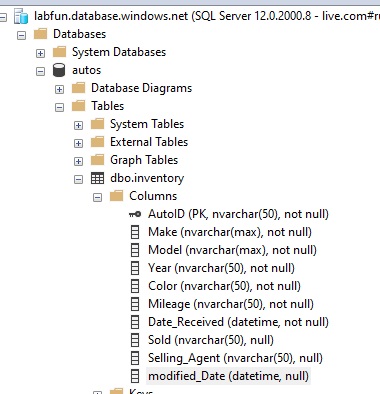 labfun.database.windows.net (SQL Server 12.0.2000.8 - live.com#r
Databases
System Databases
autos
Database Diagrams
Tables
System Tables
External Tables
Graph Tables
dbo.inventory
Columns
AutoID (PK, nvarchar(50), not null)
Make (nvarchar(max), not null)
Model (nvarchar(max), not null)
Year (nvarchar(50), not null)
Color (nvarchar(50), not null)
Mileage (nvarchar(50), not null)
Date_Received (datetime, not null)
Sold (nvarchar(50), null)
Selling_Agent (nvarchar(50), null)
modified_Date (datetime, null)